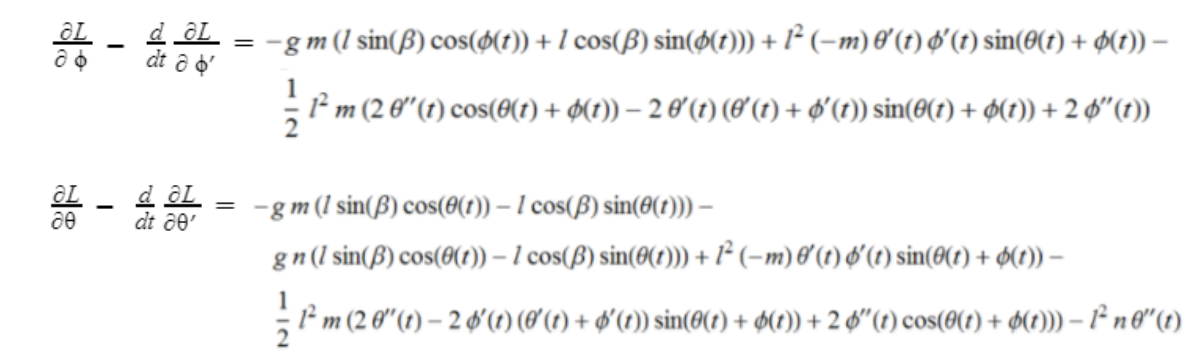 ∂L/∂ϕ − d/dt ∂L/∂ϕ′ = −g m (l sin(β) cos(ϕ(t)) + l cos(β) sin(ϕ(t))) + l² (−m) θ′(t) ϕ′(t) sin(θ(t) + ϕ(t)) −
1/2 l² m (2 θ″(t) cos(θ(t) + ϕ(t)) − 2 θ′(t) (θ′(t) + ϕ′(t)) sin(θ(t) + ϕ(t)) + 2 ϕ″(t))
∂L/∂θ − d/dt ∂L/∂θ′ = −g m (l sin(β) cos(θ(t)) − l cos(β) sin(θ(t))) −
g n (l sin(β) cos(θ(t)) − l cos(β) sin(θ(t))) + l² (−m) θ′(t) ϕ′(t) sin(θ(t) + ϕ(t)) −
1/2 l² m (2 θ″(t) − 2 ϕ′(t) (θ′(t) + ϕ′(t)) sin(θ(t) + ϕ(t)) + 2 ϕ″(t) cos(θ(t) + ϕ(t))) − l² n θ″(t)